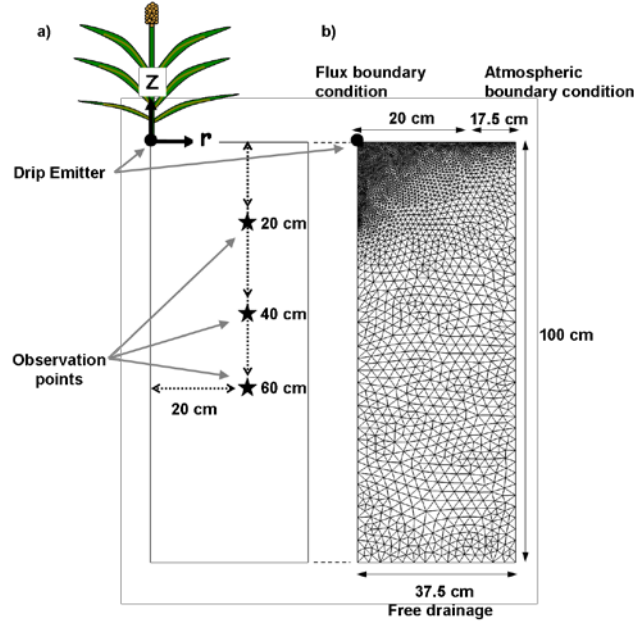 a)
b)
Z
r
Flux boundary
condition
Atmospheric
boundary condition
20 cm
17.5 cm
Drip Emitter
20 cm
40 cm
60 cm
Observation
points
20 cm
100 cm
37.5 cm
Free drainage